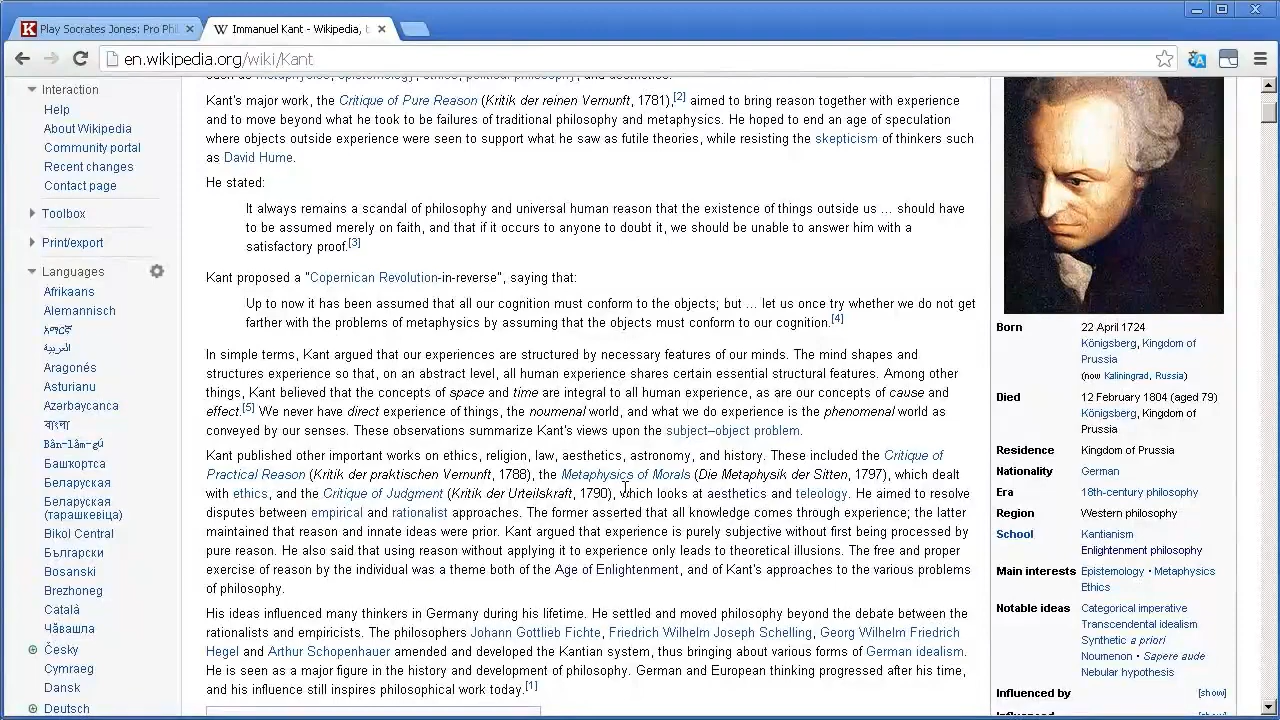 Play Socrates Jones: Pro Phil
Immanuel Kant - Wikipedia, t
en.wikipedia.org/wiki/Kant
Interaction
Help
About Wikipedia
Community portal
Recent changes
Contact page
Toolbox
Print/export
Languages
Afrikaans
Alemannisch
አማርኛ
العربية
Aragonés
Asturianu
Azərbaycanca
বাংলা
Bân-lâm-gú
Башҡортса
Беларуская
Беларуская
(тарашкевіца)
Bikol Central
Български
Bosanski
Brezhoneg
Català
Чӑвашла
Česky
Cymraeg
Dansk
Deutsch
such as metaphysics, epistemology, ethics, political philosophy, and aesthetics.
Kant's major work, the Critique of Pure Reason (Kritik der reinen Vernunft, 1781),[2] aimed to bring reason together with experience
and to move beyond what he took to be failures of traditional philosophy and metaphysics. He hoped to end an age of speculation
where objects outside experience were seen to support what he saw as futile theories, while resisting the skepticism of thinkers such
as David Hume.
He stated:
It always remains a scandal of philosophy and universal human reason that the existence of things outside us ... should have
to be assumed merely on faith, and that if it occurs to anyone to doubt it, we should be unable to answer him with a
satisfactory proof.[3]
Kant proposed a "Copernican Revolution-in-reverse", saying that:
Up to now it has been assumed that all our cognition must conform to the objects; but ... let us once try whether we do not get
farther with the problems of metaphysics by assuming that the objects must conform to our cognition.[4]
In simple terms, Kant argued that our experiences are structured by necessary features of our minds. The mind shapes and
structures experience so that, on an abstract level, all human experience shares certain essential structural features. Among other
things, Kant believed that the concepts of space and time are integral to all human experience, as are our concepts of cause and
effect.[5] We never have direct experience of things, the noumenal world, and what we do experience is the phenomenal world as
conveyed by our senses. These observations summarize Kant's views upon the subject–object problem.
Kant published other important works on ethics, religion, law, aesthetics, astronomy, and history. These included the Critique of
Practical Reason (Kritik der praktischen Vernunft, 1788), the Metaphysics of Morals (Die Metaphysik der Sitten, 1797), which dealt
with ethics, and the Critique of Judgment (Kritik der Urteilskraft, 1790), which looks at aesthetics and teleology. He aimed to resolve
disputes between empirical and rationalist approaches. The former asserted that all knowledge comes through experience; the latter
maintained that reason and innate ideas were prior. Kant argued that experience is purely subjective without first being processed by
pure reason. He also said that using reason without applying it to experience only leads to theoretical illusions. The free and proper
exercise of reason by the individual was a theme both of the Age of Enlightenment, and of Kant's approaches to the various problems
of philosophy.
His ideas influenced many thinkers in Germany during his lifetime. He settled and moved philosophy beyond the debate between the
rationalists and empiricists. The philosophers Johann Gottlieb Fichte, Friedrich Wilhelm Joseph Schelling, Georg Wilhelm Friedrich
Hegel and Arthur Schopenhauer amended and developed the Kantian system, thus bringing about various forms of German idealism.
He is seen as a major figure in the history and development of philosophy. German and European thinking progressed after his time,
and his influence still inspires philosophical work today.[1]
Born 22 April 1724
Königsberg, Kingdom of
Prussia
(now Kaliningrad, Russia)
Died 12 February 1804 (aged 79)
Königsberg, Kingdom of
Prussia
Residence Kingdom of Prussia
Nationality German
Era 18th-century philosophy
Region Western philosophy
School Kantianism
Enlightenment philosophy
Main interests Epistemology · Metaphysics
Ethics
Notable ideas Categorical imperative
Transcendental idealism
Synthetic a priori
Noumenon · Sapere aude
Nebular hypothesis
Influenced by [show]